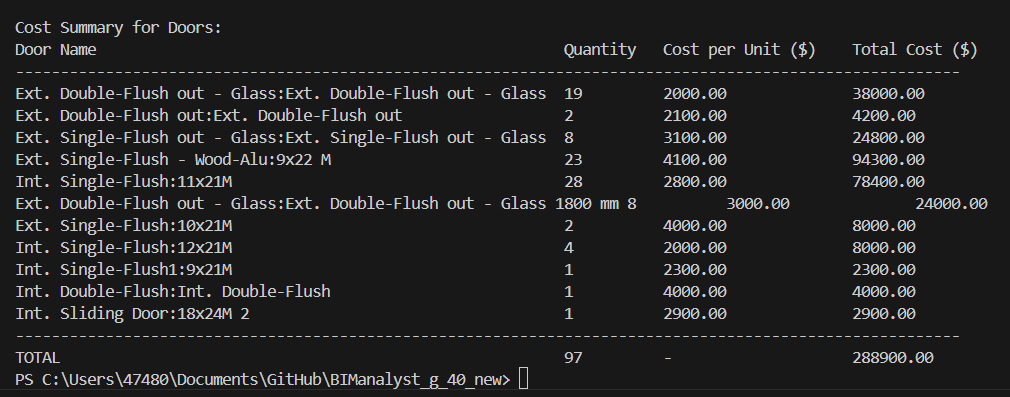 Cost Summary for Doors:
Door Name Quantity Cost per Unit ($) Total Cost ($)
---------------------------------------------------------------------------------------------------------
Ext. Double-Flush out - Glass:Ext. Double-Flush out - Glass 19 2000.00 38000.00
Ext. Double-Flush out:Ext. Double-Flush out 2 2100.00 4200.00
Ext. Single-Flush out - Glass:Ext. Single-Flush out - Glass 8 3100.00 24800.00
Ext. Single-Flush - Wood-Alu:9x22 M 23 4100.00 94300.00
Int. Single-Flush:11x21M 28 2800.00 78400.00
Ext. Double-Flush out - Glass:Ext. Double-Flush out - Glass 1800 mm 8 3000.00 24000.00
Ext. Single-Flush:10x21M 2 4000.00 8000.00
Int. Single-Flush:12x21M 4 2000.00 8000.00
Int. Single-Flush1:9x21M 1 2300.00 2300.00
Int. Double-Flush:Int. Double-Flush 1 4000.00 4000.00
Int. Sliding Door:18x24M 2 1 2900.00 2900.00
---------------------------------------------------------------------------------------------------------
TOTAL 97 - 288900.00
PS C:\Users\47480\Documents\GitHub\BIManalyst_g_40_new>